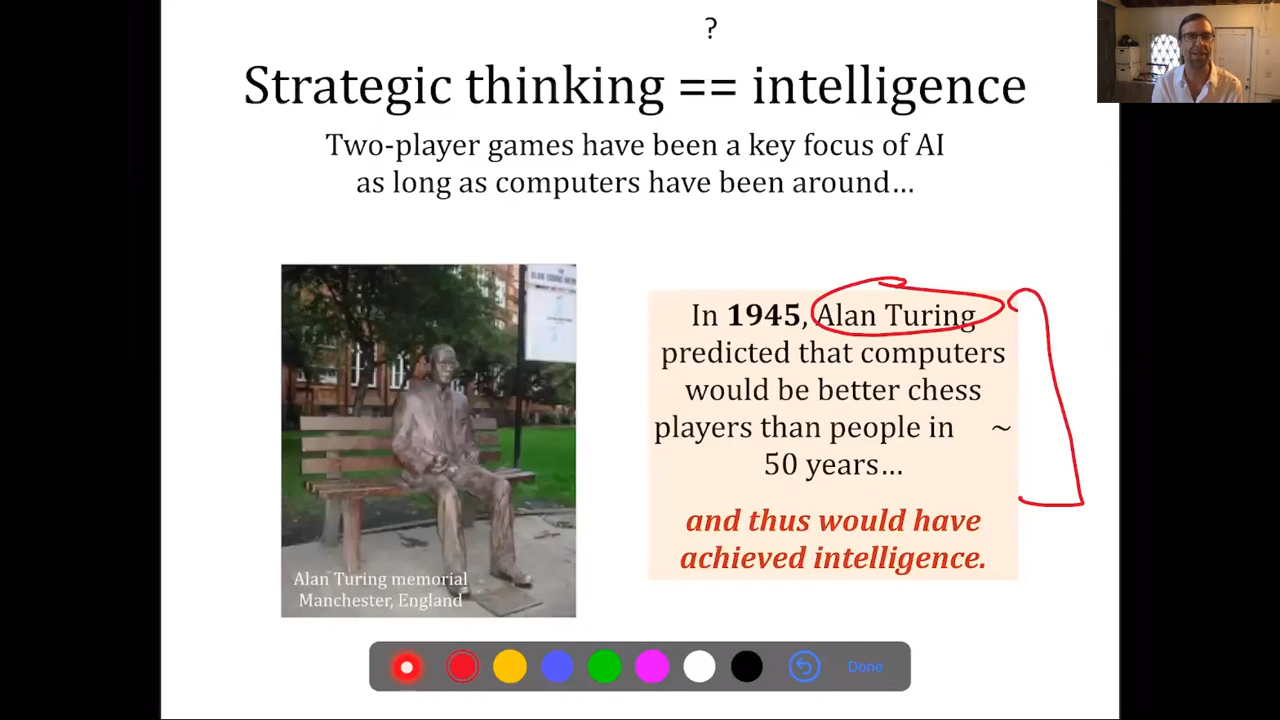 ?
Strategic thinking == intelligence
Two-player games have been a key focus of AI
as long as computers have been around…
In 1945, Alan Turing
predicted that computers
would be better chess
players than people in ~
50 years…
and thus would have
achieved intelligence.
Alan Turing memorial
Manchester, England
Done